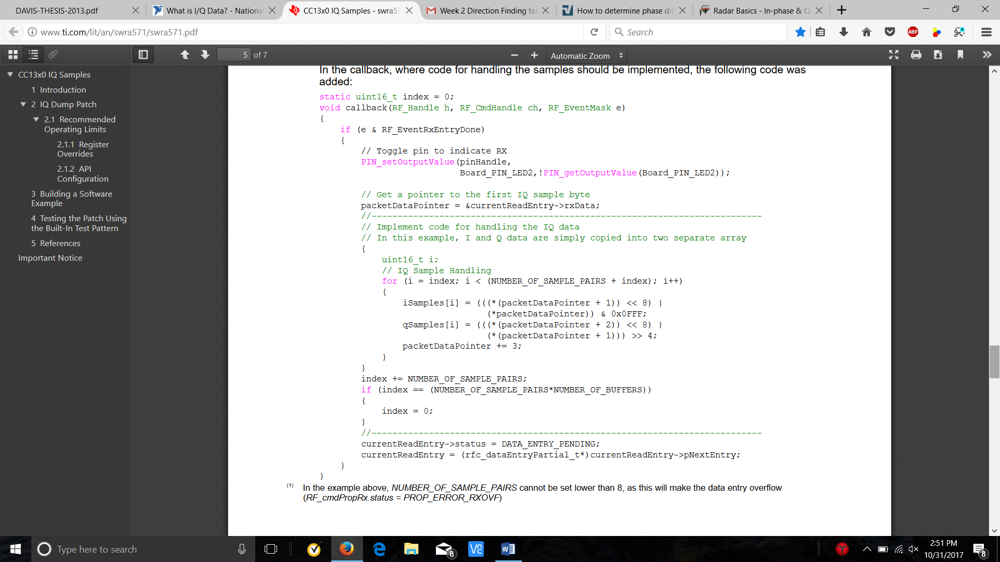 DAVIS-THESIS-2013.pdf
What is I/Q Data? - National
CC13x0 IQ Samples - swra57
Week 2 Direction Finding tas
How to determine phase dif
Radar Basics - In-phase & Q
www.ti.com/lit/an/swra571/swra571.pdf
Search
ABP
5 of 7
Automatic Zoom
CC13x0 IQ Samples
1 Introduction
2 IQ Dump Patch
2.1 Recommended
Operating Limits
2.1.1 Register
Overrides
2.1.2 API
Configuration
3 Building a Software
Example
4 Testing the Patch Using
the Built-In Test Pattern
5 References
Important Notice
In the callback, where code for handling the samples should be implemented, the following code was
added:
static uint16_t index = 0;
void callback(RF_Handle h, RF_CmdHandle ch, RF_EventMask e)
{
if (e & RF_EventRxEntryDone)
{
// Toggle pin to indicate RX
PIN_setOutputValue(pinHandle,
Board_PIN_LED2,!PIN_getOutputValue(Board_PIN_LED2));
// Get a pointer to the first IQ sample byte
packetDataPointer = &currentReadEntry->rxData;
//---------------------------------------------------------------------------
// Implement code for handling the IQ data
// In this example, I and Q data are simply copied into two separate array
{
uint16_t i;
// IQ Sample Handling
for (i = index; i < (NUMBER_OF_SAMPLE_PAIRS + index); i++)
{
iSamples[i] = (((*(packetDataPointer + 1)) << 8) |
(*packetDataPointer)) & 0x0FFF;
qSamples[i] = (((*(packetDataPointer + 2)) << 8) |
(*(packetDataPointer + 1))) >> 4;
packetDataPointer += 3;
}
}
index += NUMBER_OF_SAMPLE_PAIRS;
if (index == (NUMBER_OF_SAMPLE_PAIRS*NUMBER_OF_BUFFERS))
{
index = 0;
}
//---------------------------------------------------------------------------
currentReadEntry->status = DATA_ENTRY_PENDING;
currentReadEntry = (rfc_dataEntryPartial_t*)currentReadEntry->pNextEntry;
}
}
(1) In the example above, NUMBER_OF_SAMPLE_PAIRS cannot be set lower than 8, as this will make the data entry overflow
(RF_cmdPropRx.status = PROP_ERROR_RXOVF)
Type here to search
8
2:51 PM
10/31/2017
8